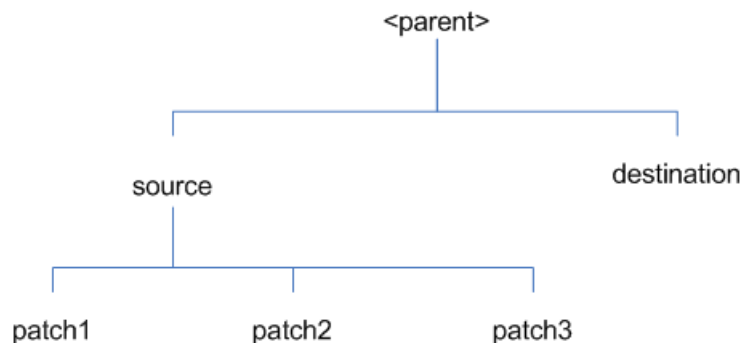 <parent>
destination
source
patch1 patch2 patch3